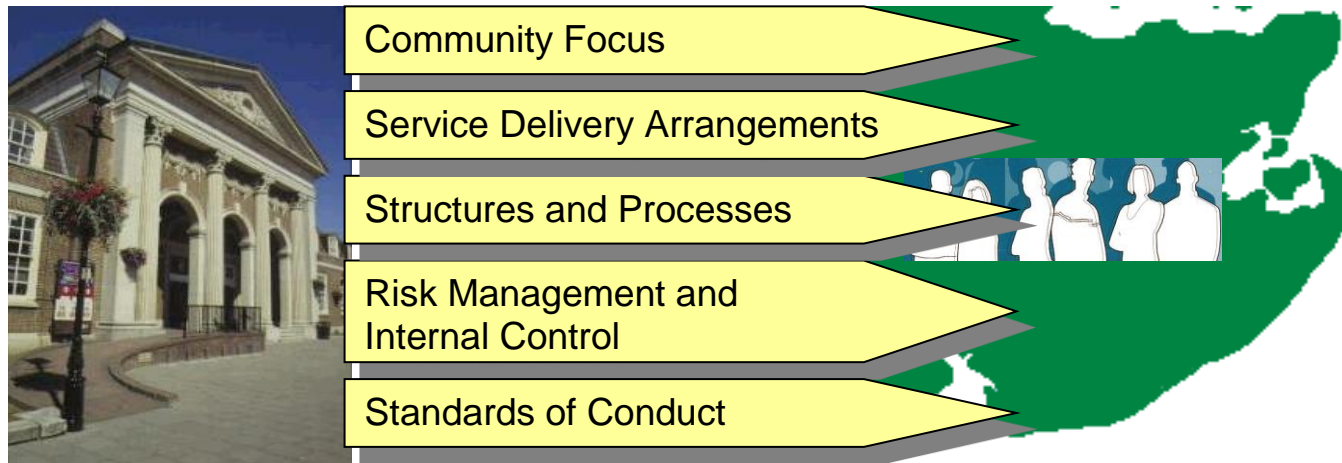 Community Focus
Service Delivery Arrangements
Structures and Processes
Risk Management and
Internal Control
Standards of Conduct